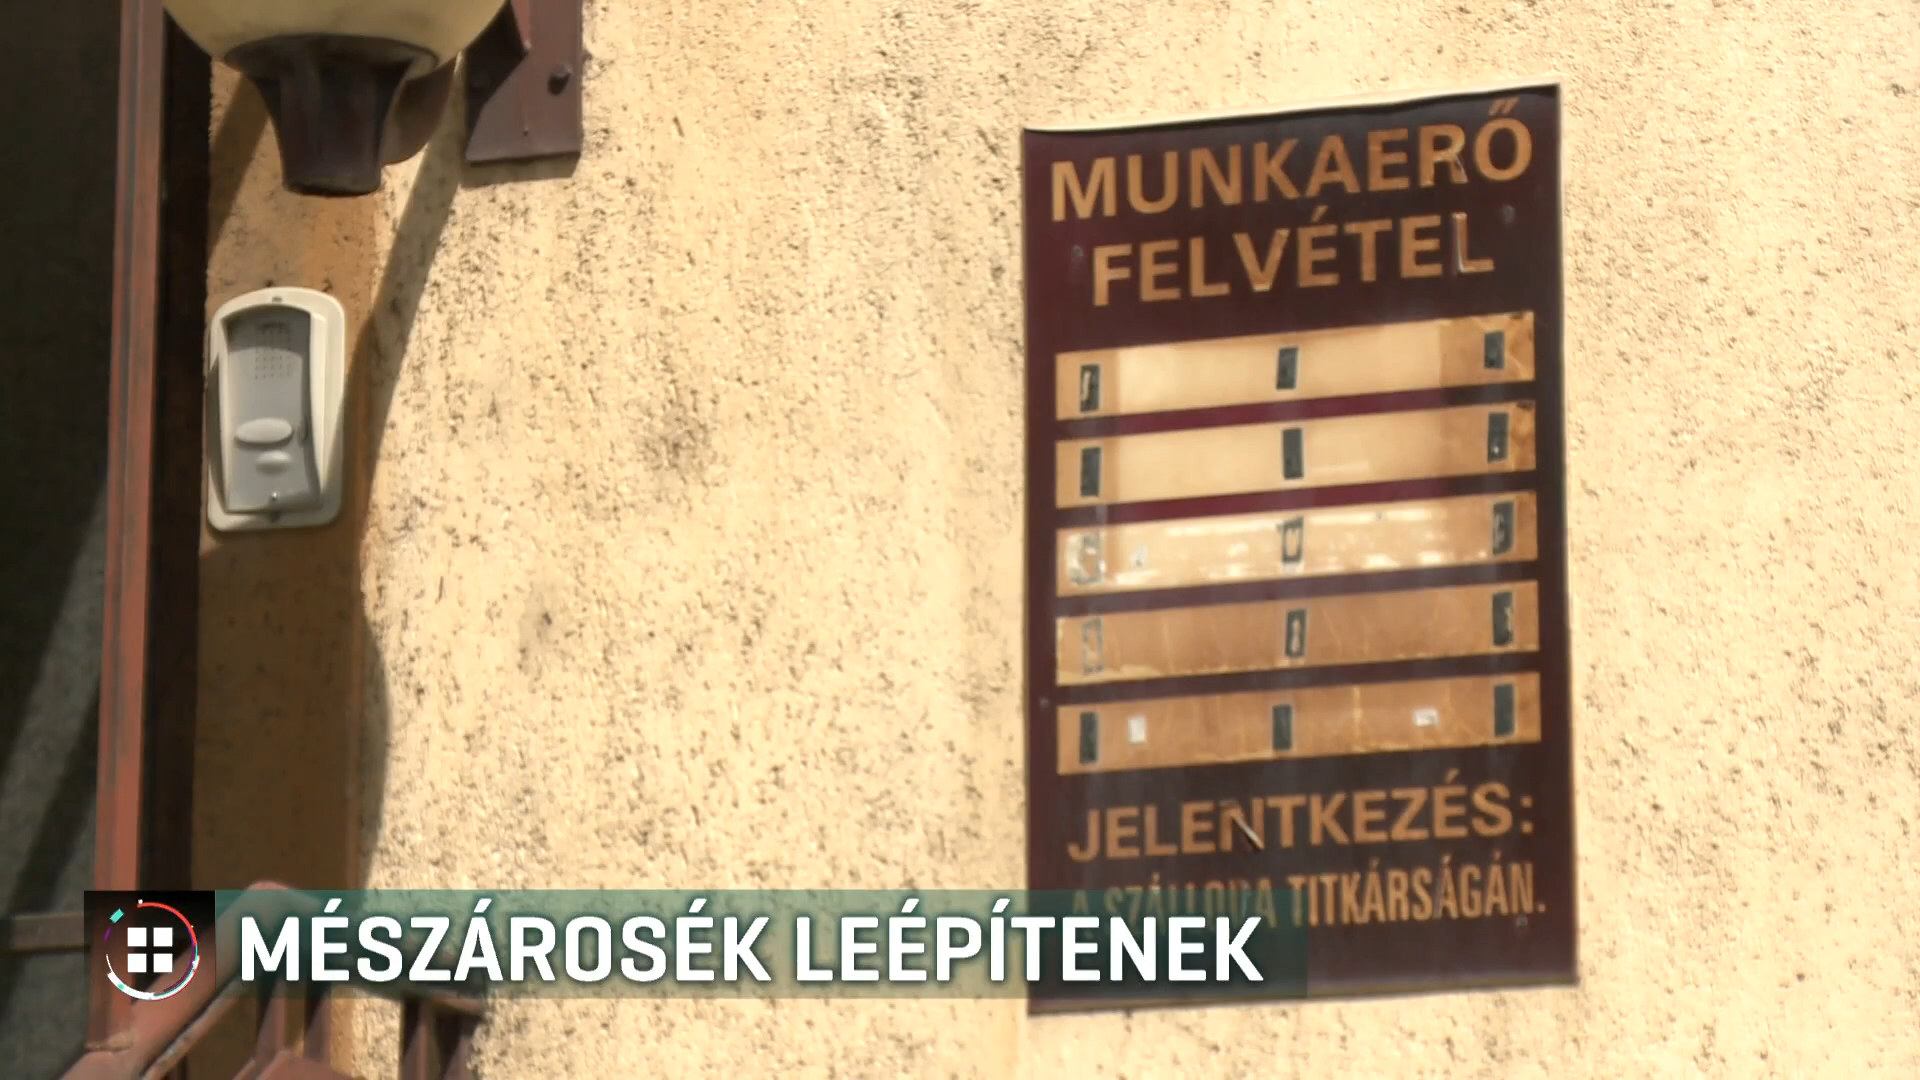 MUNKAERŐ
FELVÉTEL
JELENTKEZÉS:
A SZÁLLODA TITKÁRSÁGÁN.
MÉSZÁROSÉK LEÉPÍTENEK